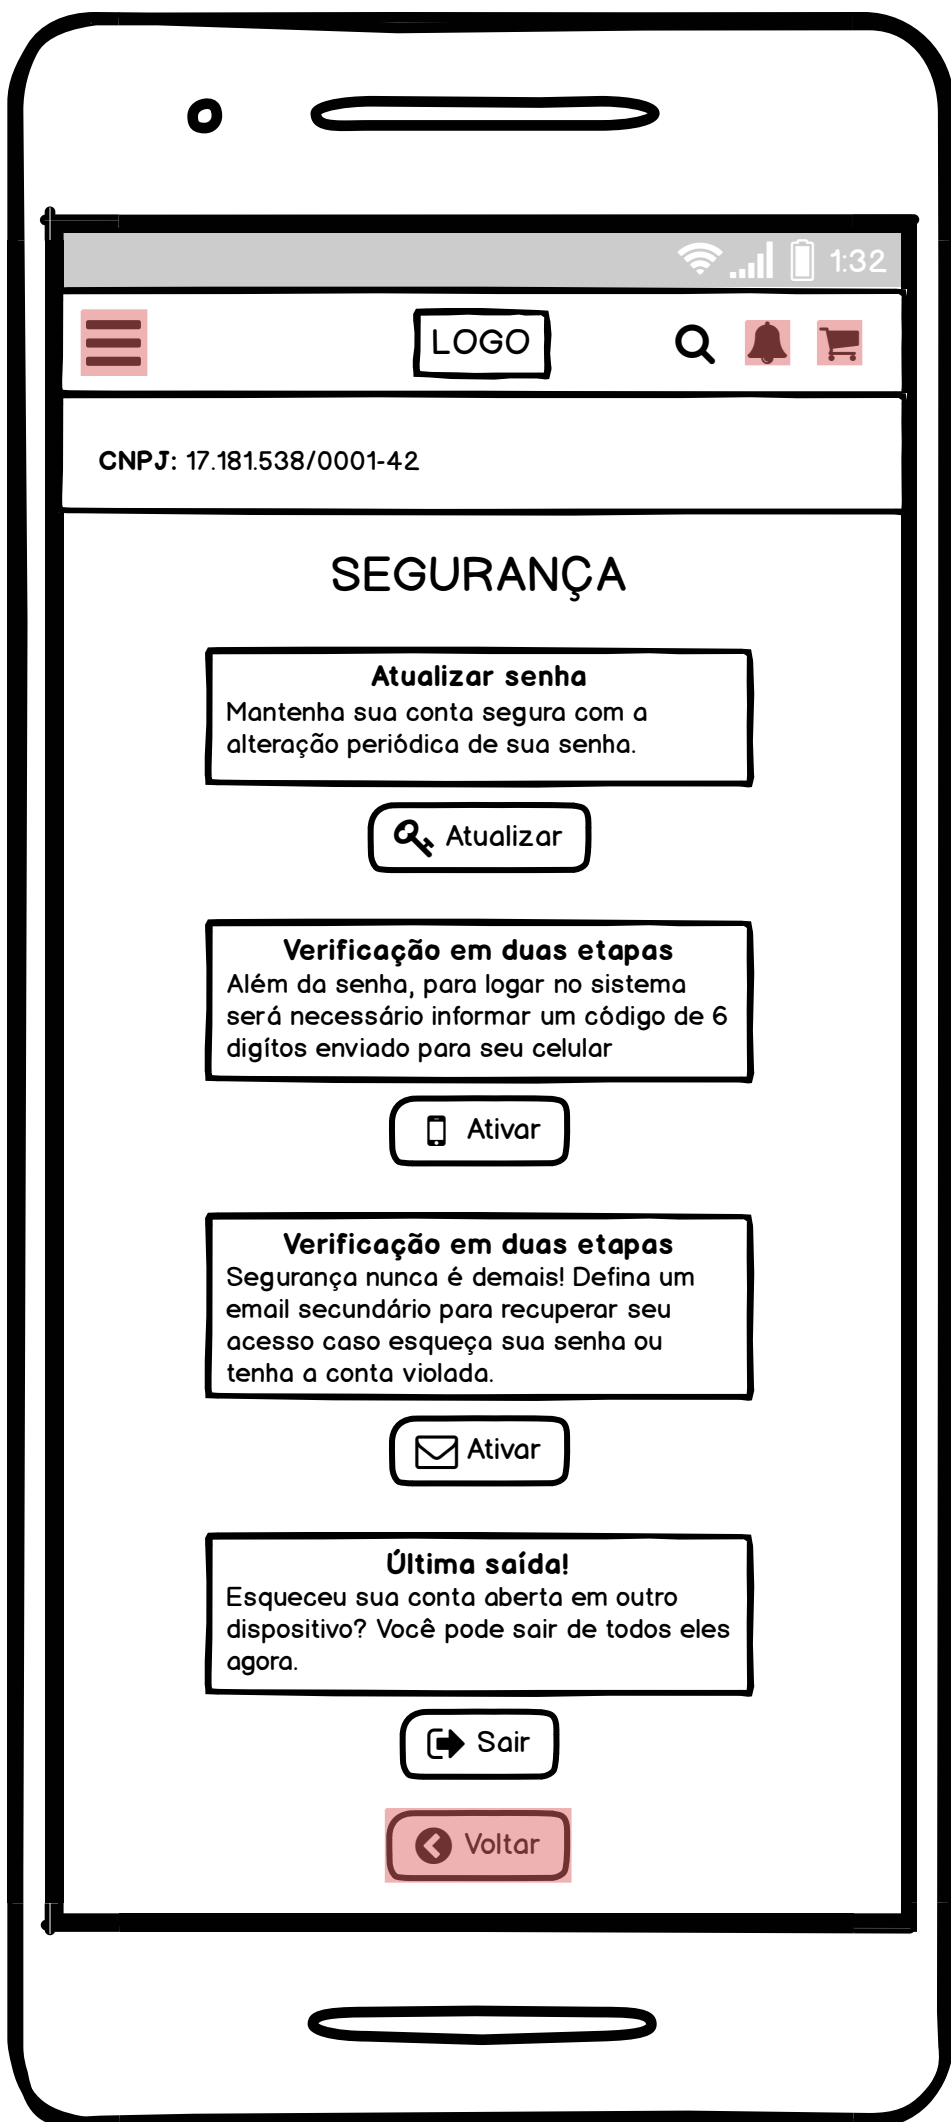 1:32
LOGO
CNPJ: 17.181.538/0001-42
SEGURANÇA
Atualizar senha
Mantenha sua conta segura com a
alteração periódica de sua senha.
Atualizar
Verificação em duas etapas
Além da senha, para logar no sistema
será necessário informar um código de 6
digítos enviado para seu celular
Ativar
Verificação em duas etapas
Segurança nunca é demais! Defina um
email secundário para recuperar seu
acesso caso esqueça sua senha ou
tenha a conta violada.
Ativar
Última saída!
Esqueceu sua conta aberta em outro
dispositivo? Você pode sair de todos eles
agora.
Sair
Voltar